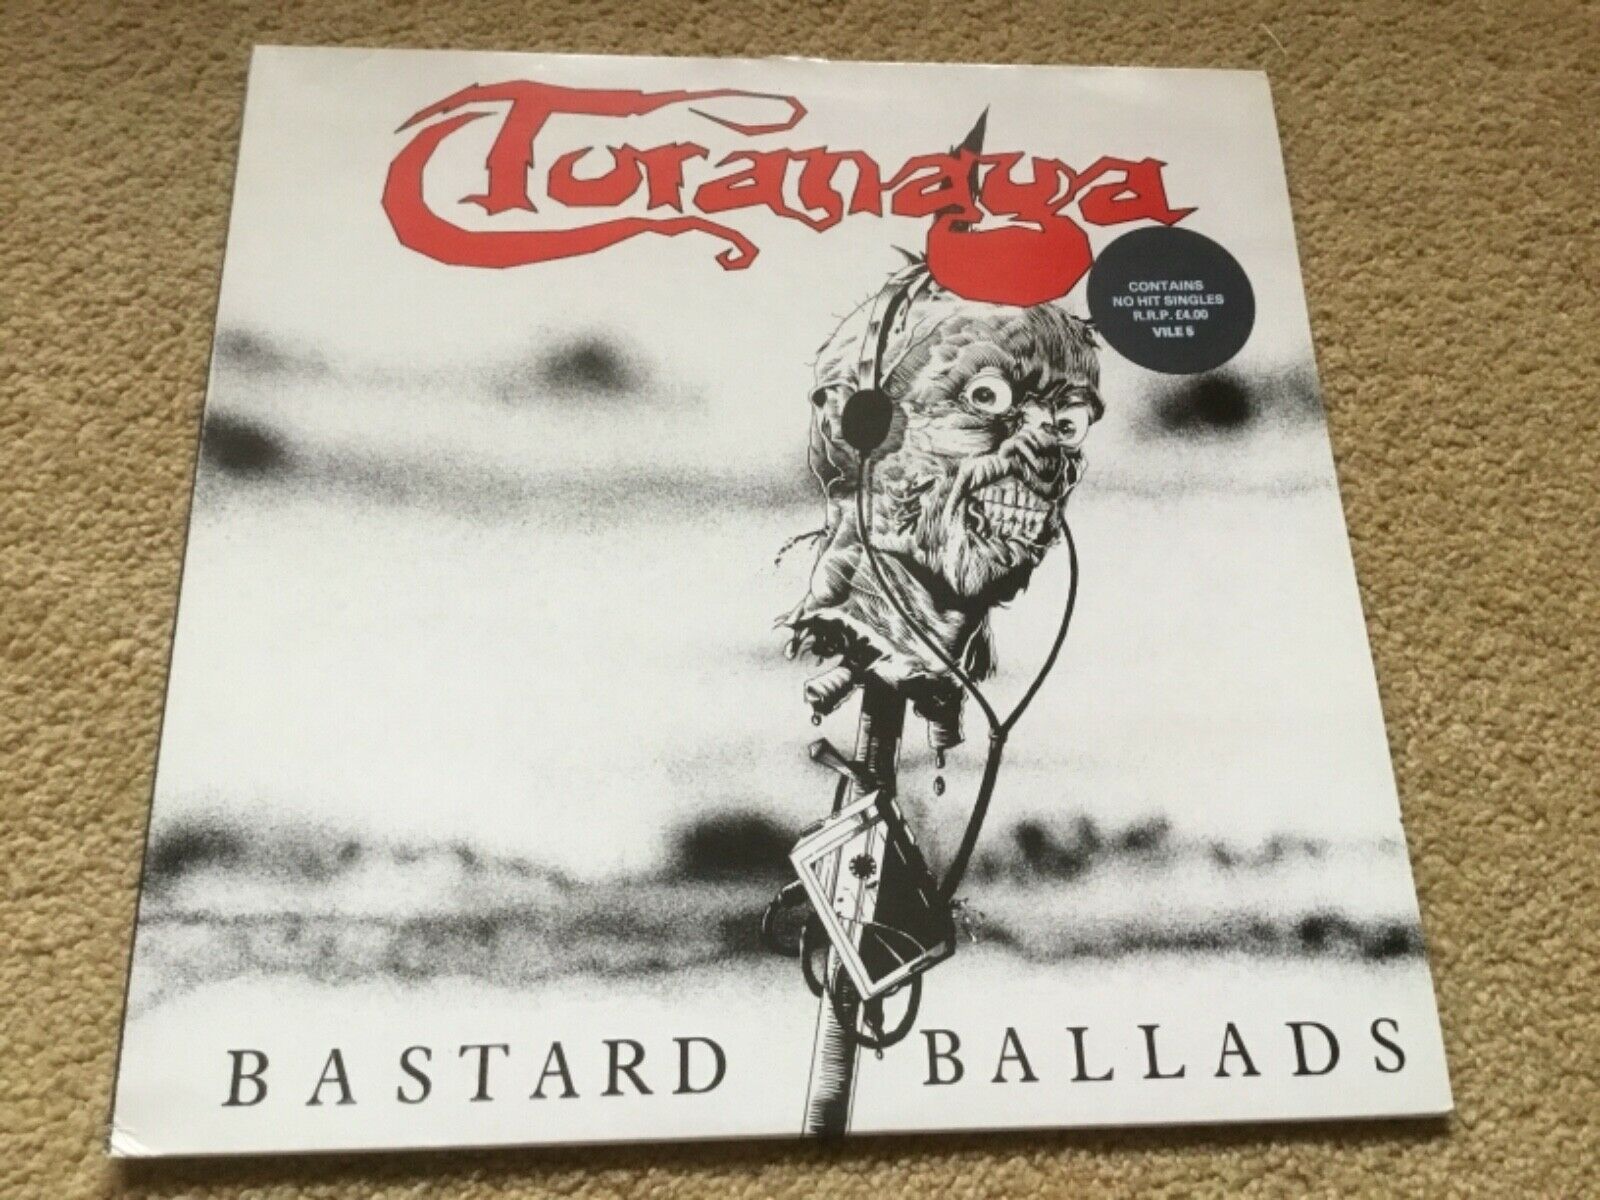 Toranaga
CONTAINS
NO HIT SINGLES
R.R.P. £4.00
VILE 5
BASTARD BALLADS